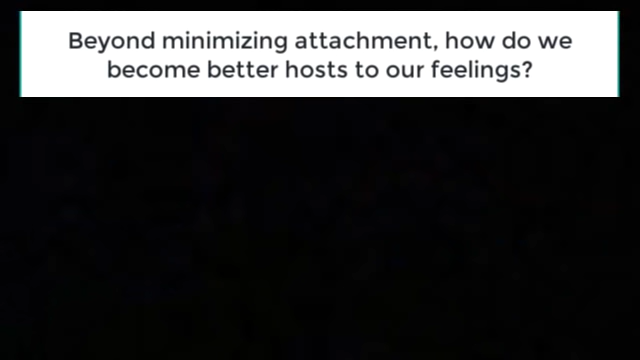 Beyond minimizing attachment, how do we
become better hosts to our feelings?